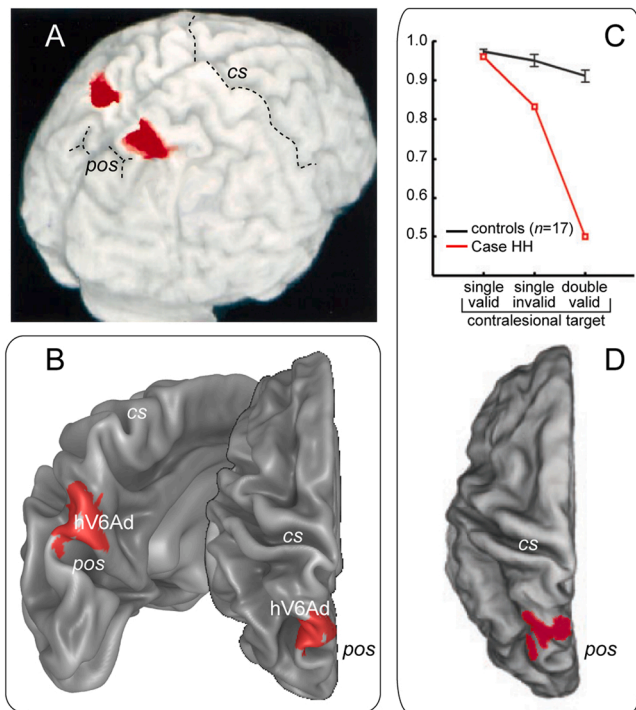 A
cs
pos
C
1.0
0.9
0.8
0.7
0.6
0.5
controls (n=17)
Case HH
single valid
single invalid
double valid
contralesional target
B
cs
hV6Ad
pos
cs
hV6Ad
pos
D
cs
pos